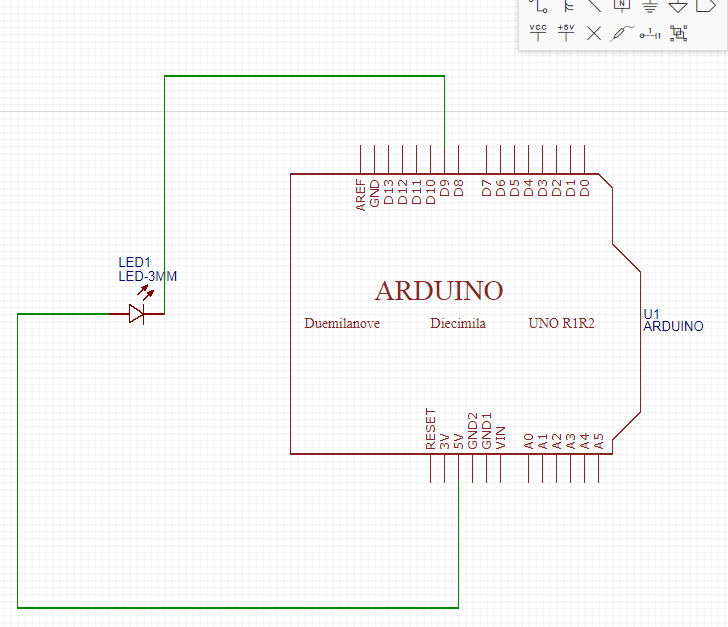 N
VCC
+5V
1
AREF
GND
D13
D12
D11
D10
D9
D8
D7
D6
D5
D4
D3
D2
D1
D0
LED1
LED-3MM
ARDUINO
Duemilanove
Diecimila
UNO R1R2
U1
ARDUINO
RESET
3V
5V
GND2
GND1
VIN
A0
A1
A2
A3
A4
A5